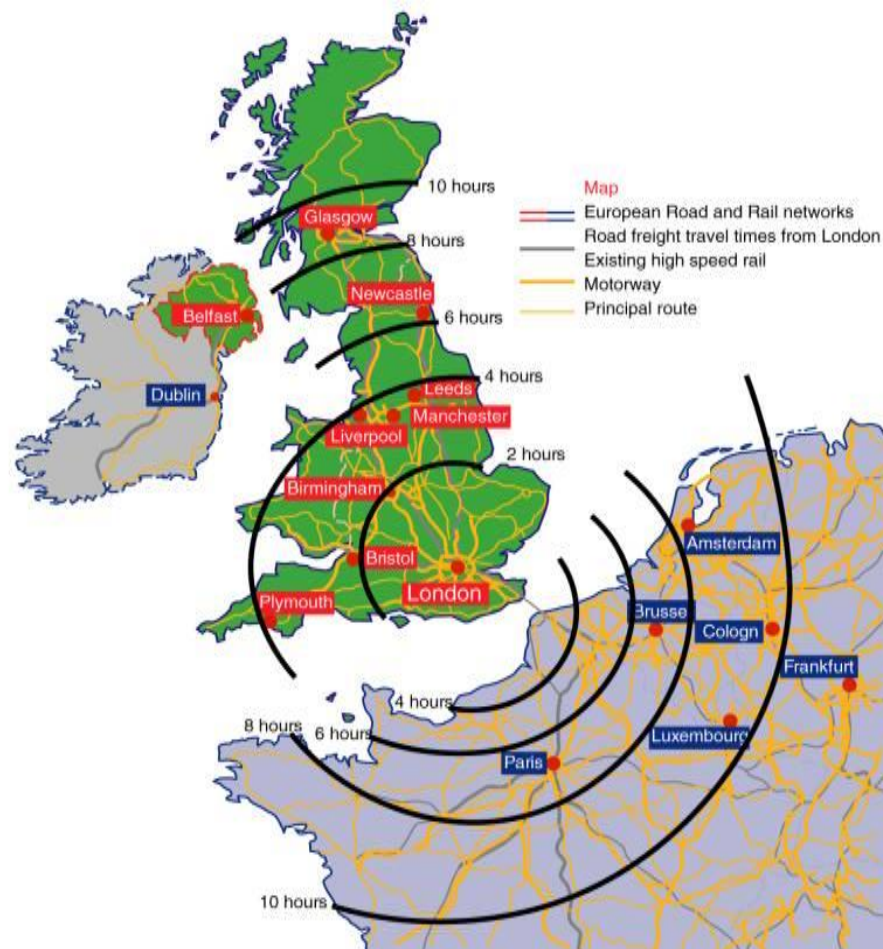 10 hours
Map
Glasgow
European Road and Rail networks
8 hours
Road freight travel times from London
Existing high speed rail
Newcastle
Motorway
Belfast
6 hours
Principal route
4 hours
Leeds
Dublin
Manchester
Liverpool
2 hours
Birmingham
Amsterdam
Bristol
London
Plymouth
Brusse
Cologn
Frankfurt
4 hours
8 hours
6 hours
Luxembourg
Paris
10 hours